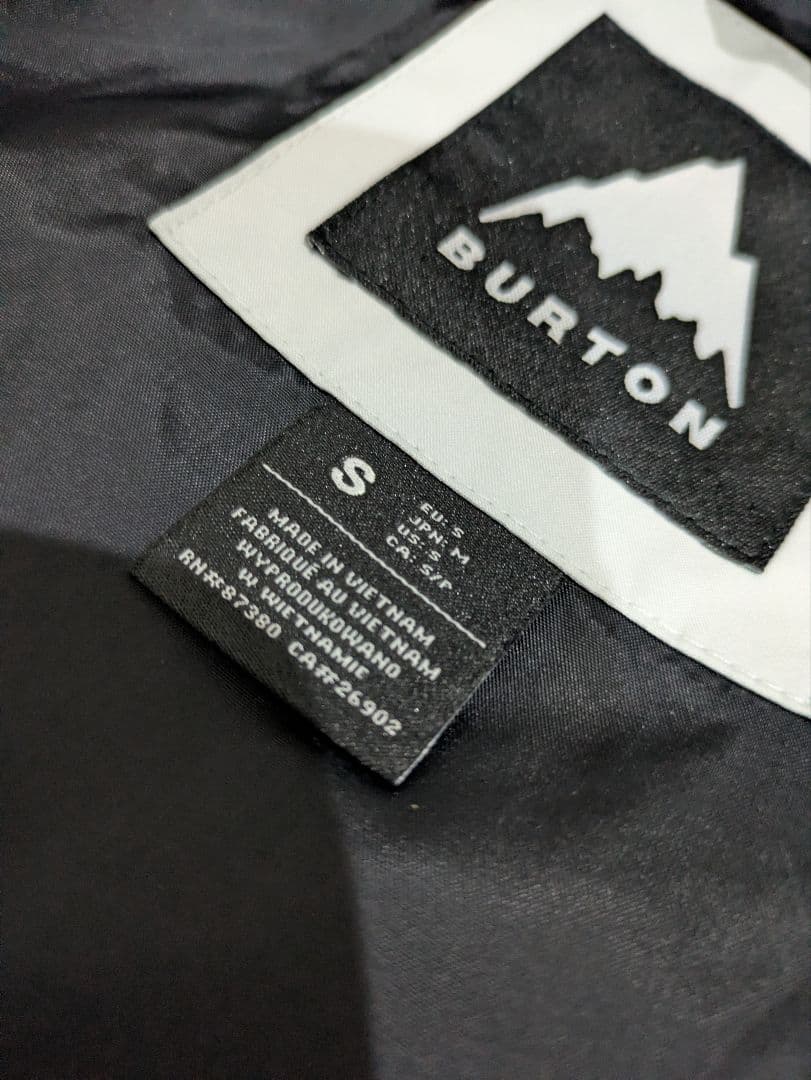 BURTON
S
EU: S
JPN: M
US: S
CA: S/P
MADE IN VIETNAM
FABRIQUÉ AU VIETNAM
WYPRODUKOWANO
W WIETNAMIE
RN#87380 CA#26902